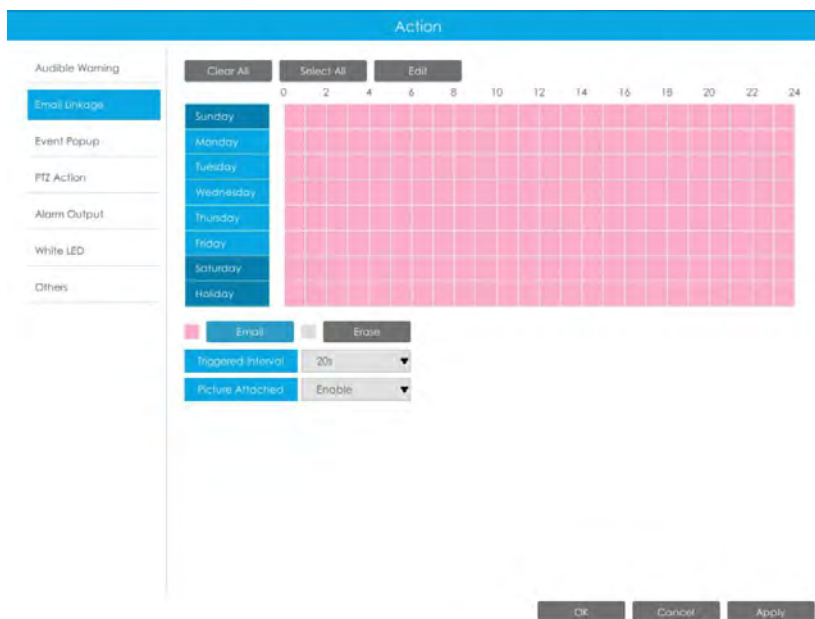 Action
Audible Warning
Email Linkage
Event Popup
PTZ Action
Alarm Output
White LED
Others
Clear All Select All Edit
0 2 4 6 8 10 12 14 16 18 20 22 24
Sunday
Monday
Tuesday
Wednesday
Thursday
Friday
Saturday
Holiday
Email Erase
Triggered Interval 20s
Picture Attached Enable
OK Cancel Apply